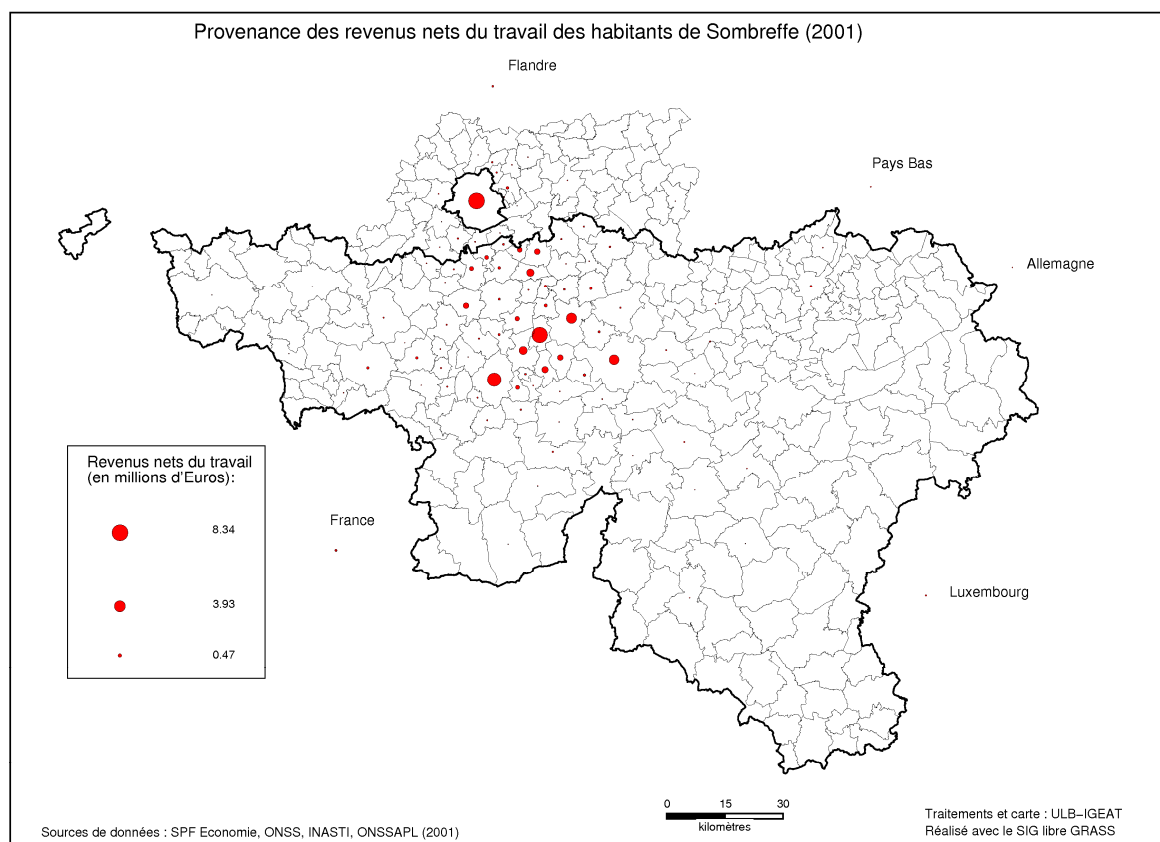 Provenance des revenus nets du travail des habitants de Sombreffe (2001)
Flandre
Pays Bas
Allemagne
Revenus nets du travail
(en millions d'Euros):
8.34
3.93
0.47
France
Luxembourg
0 15 30
kilomètres
Sources de données : SPF Economie, ONSS, INASTI, ONSSAPL (2001)
Traitements et carte : ULB–IGEAT
Réalisé avec le SIG libre GRASS